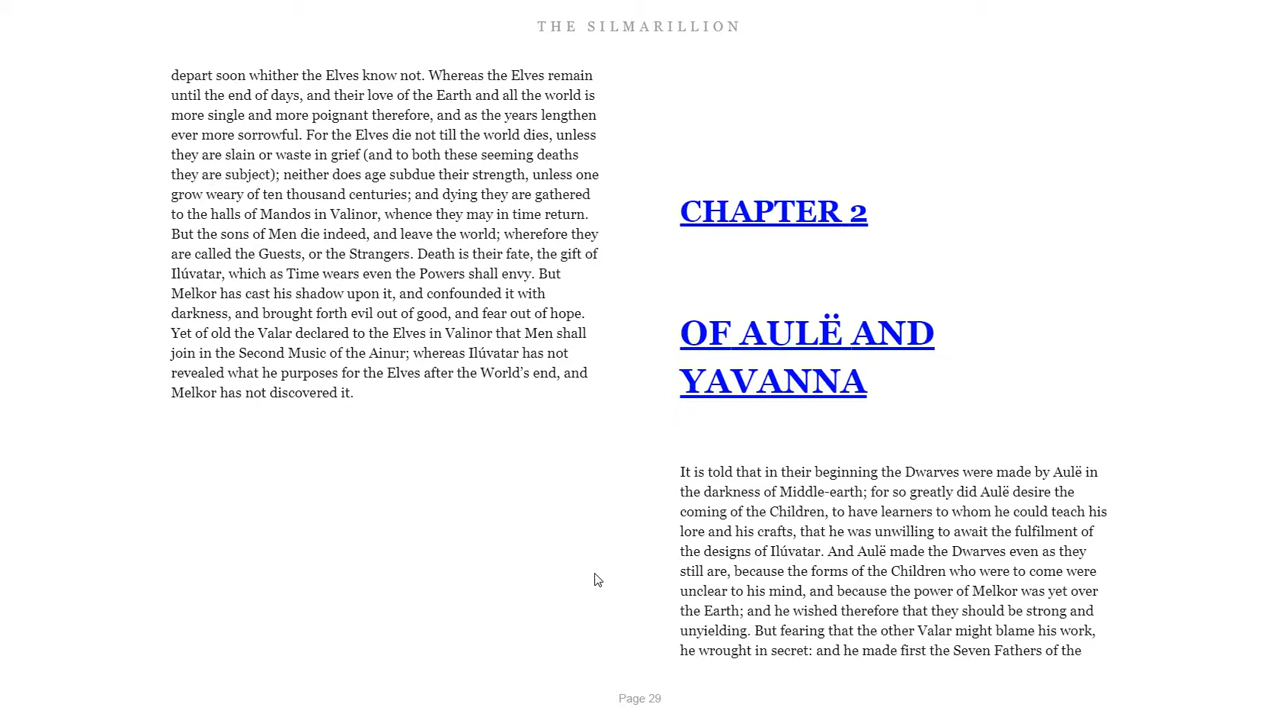 THE SILMARILLION
depart soon whither the Elves know not. Whereas the Elves remain
until the end of days, and their love of the Earth and all the world is
more single and more poignant therefore, and as the years lengthen
ever more sorrowful. For the Elves die not till the world dies, unless
they are slain or waste in grief (and to both these seeming deaths
they are subject); neither does age subdue their strength, unless one
grow weary of ten thousand centuries; and dying they are gathered
to the halls of Mandos in Valinor, whence they may in time return.
But the sons of Men die indeed, and leave the world; wherefore they
are called the Guests, or the Strangers. Death is their fate, the gift of
Ilúvatar, which as Time wears even the Powers shall envy. But
Melkor has cast his shadow upon it, and confounded it with
darkness, and brought forth evil out of good, and fear out of hope.
Yet of old the Valar declared to the Elves in Valinor that Men shall
join in the Second Music of the Ainur; whereas Ilúvatar has not
revealed what he purposes for the Elves after the World’s end, and
Melkor has not discovered it.
CHAPTER 2
OF AULË AND
YAVANNA
It is told that in their beginning the Dwarves were made by Aulë in
the darkness of Middle-earth; for so greatly did Aulë desire the
coming of the Children, to have learners to whom he could teach his
lore and his crafts, that he was unwilling to await the fulfilment of
the designs of Ilúvatar. And Aulë made the Dwarves even as they
still are, because the forms of the Children who were to come were
unclear to his mind, and because the power of Melkor was yet over
the Earth; and he wished therefore that they should be strong and
unyielding. But fearing that the other Valar might blame his work,
he wrought in secret: and he made first the Seven Fathers of the
Page 29